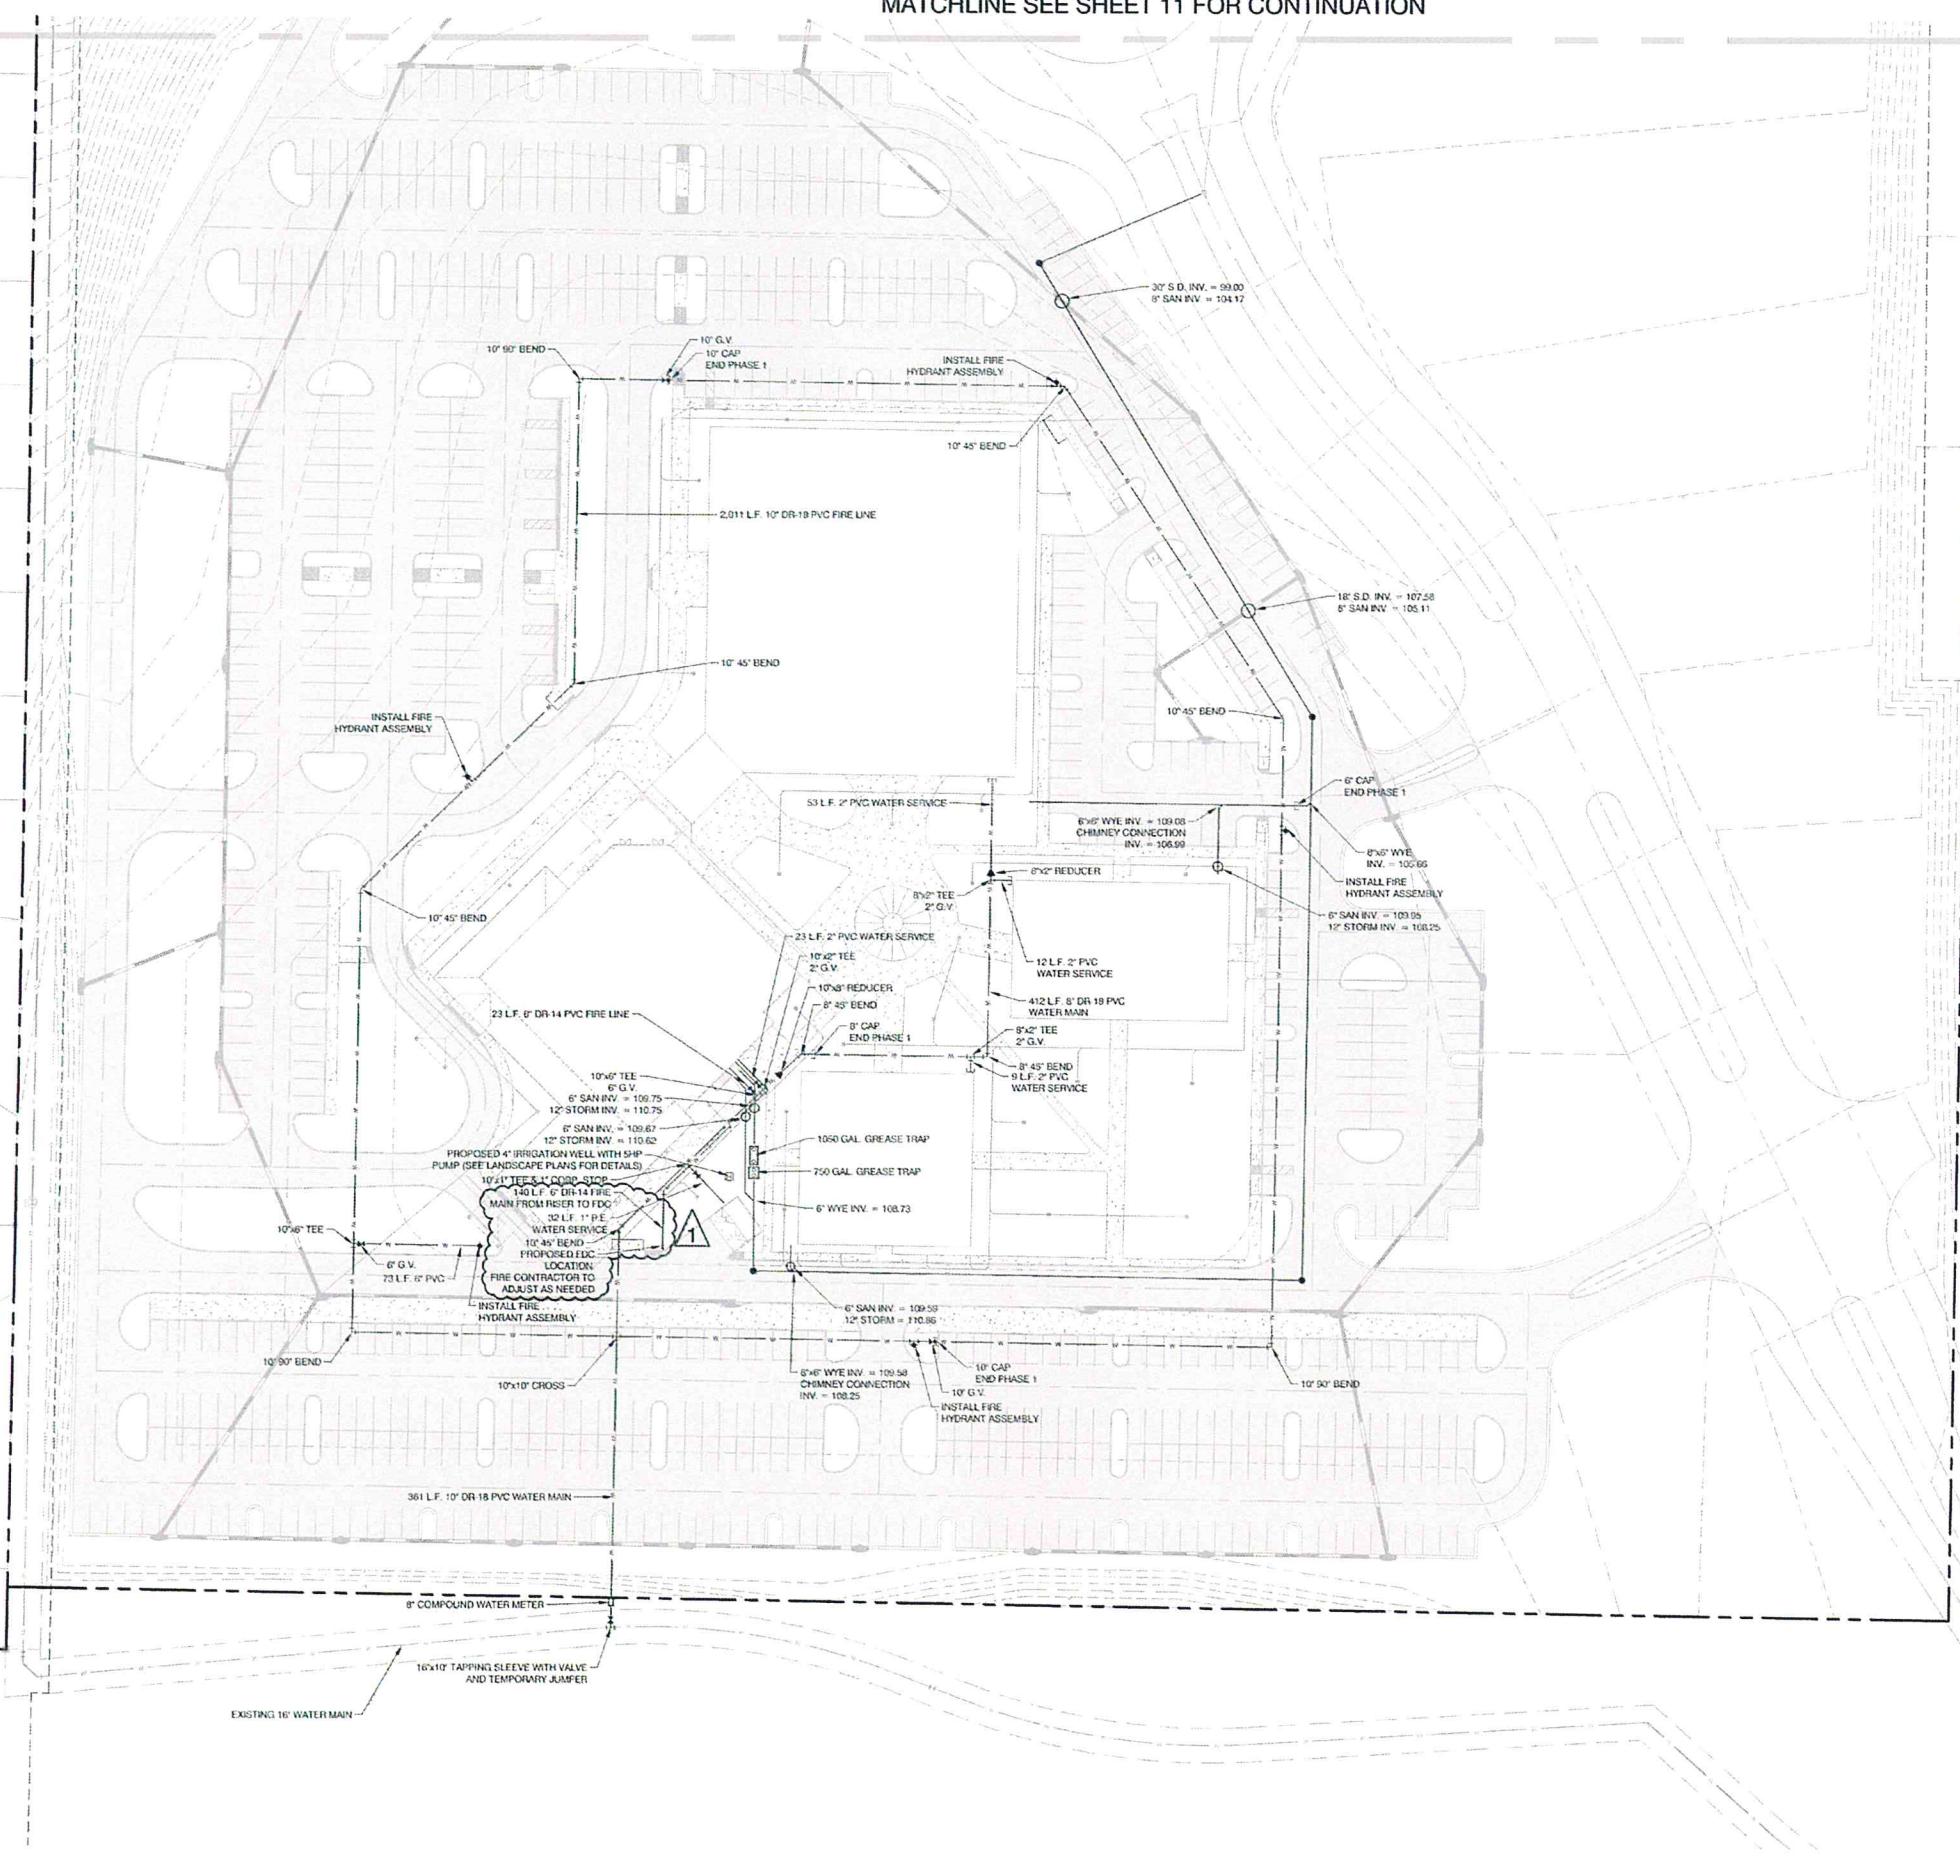 MATCHLINE SEE SHEET 11 FOR CONTINUATION
30" S.D. INV. = 99.00
8" SAN INV. = 104.17
10" 90° BEND
10" G.V.
10" CAP
END PHASE 1
INSTALL FIRE
HYDRANT ASSEMBLY
10" 45° BEND
2,011 L.F. 10" DR-18 PVC FIRE LINE
18" S.D. INV. = 107.58
8" SAN INV. = 105.11
10" 45° BEND
INSTALL FIRE
HYDRANT ASSEMBLY
10" 45° BEND
6" CAP
END PHASE 1
53 L.F. 2" PVC WATER SERVICE
6"x6" WYE INV. = 109.08
CHIMNEY CONNECTION
INV. = 106.99
8"x6" WYE
INV. = 105.66
INSTALL FIRE
HYDRANT ASSEMBLY
8"x2" REDUCER
8"x2" TEE
2" G.V.
10" 45° BEND
6" SAN INV. = 109.95
12" STORM INV. = 108.25
23 L.F. 2" PVC WATER SERVICE
10"x2" TEE
2" G.V.
12 L.F. 2" PVC
WATER SERVICE
10"x8" REDUCER
8" 45° BEND
412 L.F. 8" DR-18 PVC
WATER MAIN
23 L.F. 6" DR-14 PVC FIRE LINE
8" CAP
END PHASE 1
8"x2" TEE
2" G.V.
8" 45° BEND
9 L.F. 2" PVC
WATER SERVICE
10"x6" TEE
6" G.V.
6" SAN INV. = 109.75
12" STORM INV. = 110.75
6" SAN INV. = 109.67
12" STORM INV. = 110.62
1050 GAL. GREASE TRAP
PROPOSED 4" IRRIGATION WELL WITH 5HP
PUMP (SEE LANDSCAPE PLANS FOR DETAILS)
750 GAL. GREASE TRAP
10"x1" TEE & 1" CORP. STOP
140 L.F. 6" DR-14 FIRE
MAIN FROM RISER TO FDC
32 L.F. 1" P.E.
WATER SERVICE
10" 45° BEND
PROPOSED FDC
LOCATION
FIRE CONTRACTOR TO
ADJUST AS NEEDED
1
6" WYE INV. = 108.73
10"x6" TEE
6" G.V.
73 L.F. 6" PVC
INSTALL FIRE
HYDRANT ASSEMBLY
6" SAN INV. = 109.59
12" STORM = 110.86
10" 90° BEND
10"x10" CROSS
6"x6" WYE INV. = 109.58
CHIMNEY CONNECTION
INV. = 108.25
10" CAP
END PHASE 1
10" G.V.
INSTALL FIRE
HYDRANT ASSEMBLY
10" 90° BEND
361 L.F. 10" DR-18 PVC WATER MAIN
8" COMPOUND WATER METER
16"x10" TAPPING SLEEVE WITH VALVE
AND TEMPORARY JUMPER
EXISTING 16" WATER MAIN